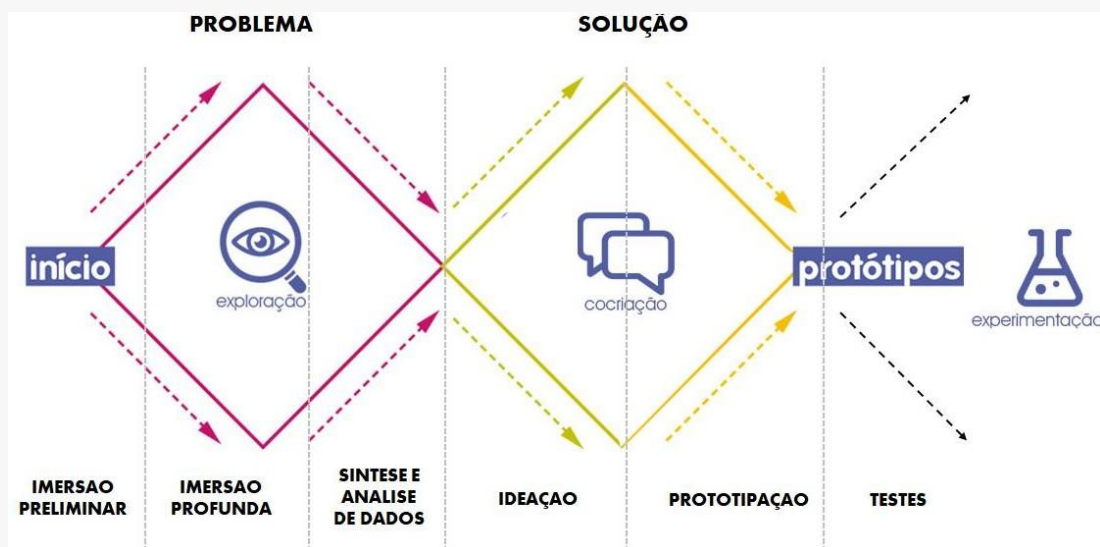 PROBLEMA
SOLUÇÃO
início
exploração
cocriação
protótipos
experimentação
IMERSAO
PRELIMINAR
IMERSAO
PROFUNDA
SINTESE E
ANALISE
DE DADOS
IDEAÇAO
PROTOTIPAÇAO
TESTES